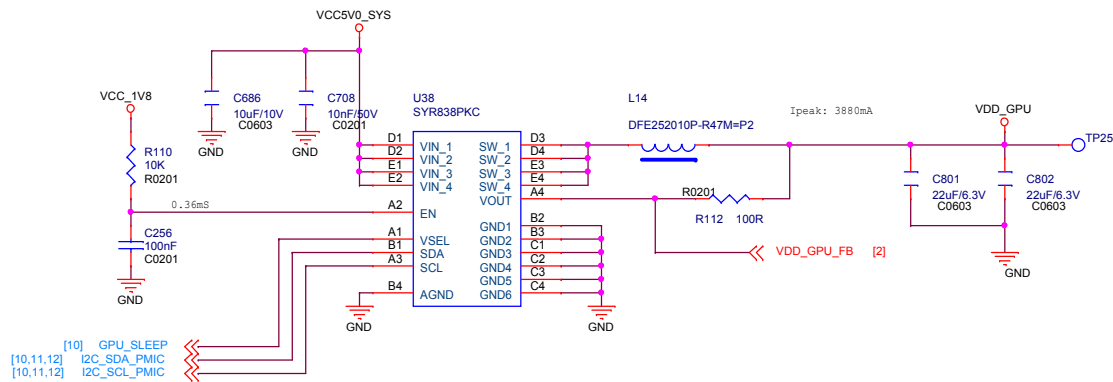 VCC5V0_SYS
VCC_1V8
C686
10uF/10V
C0603
GND
C708
10nF/50V
C0201
GND
U38
SYR838PKC
L14
DFE252010P-R47M=P2
Ipeak: 3880mA
VDD_GPU
TP25
R110
10K
R0201
D1 VIN_1 SW_1 D3
D2 VIN_2 SW_2 D4
E1 VIN_3 SW_3 E3
E2 VIN_4 SW_4 E4
VOUT A4
R0201
R112 100R
C801
22uF/6.3V
C0603
C802
22uF/6.3V
C0603
GND
0.36mS
A2 EN
GND1 B2
A1 VSEL GND2 B3
B1 SDA GND3 C1
A3 SCL GND4 C2
GND5 C3
B4 AGND GND6 C4
C256
100nF
C0201
GND
VDD_GPU_FB [2]
GND
GND
[10] GPU_SLEEP
[10,11,12] I2C_SDA_PMIC
[10,11,12] I2C_SCL_PMIC